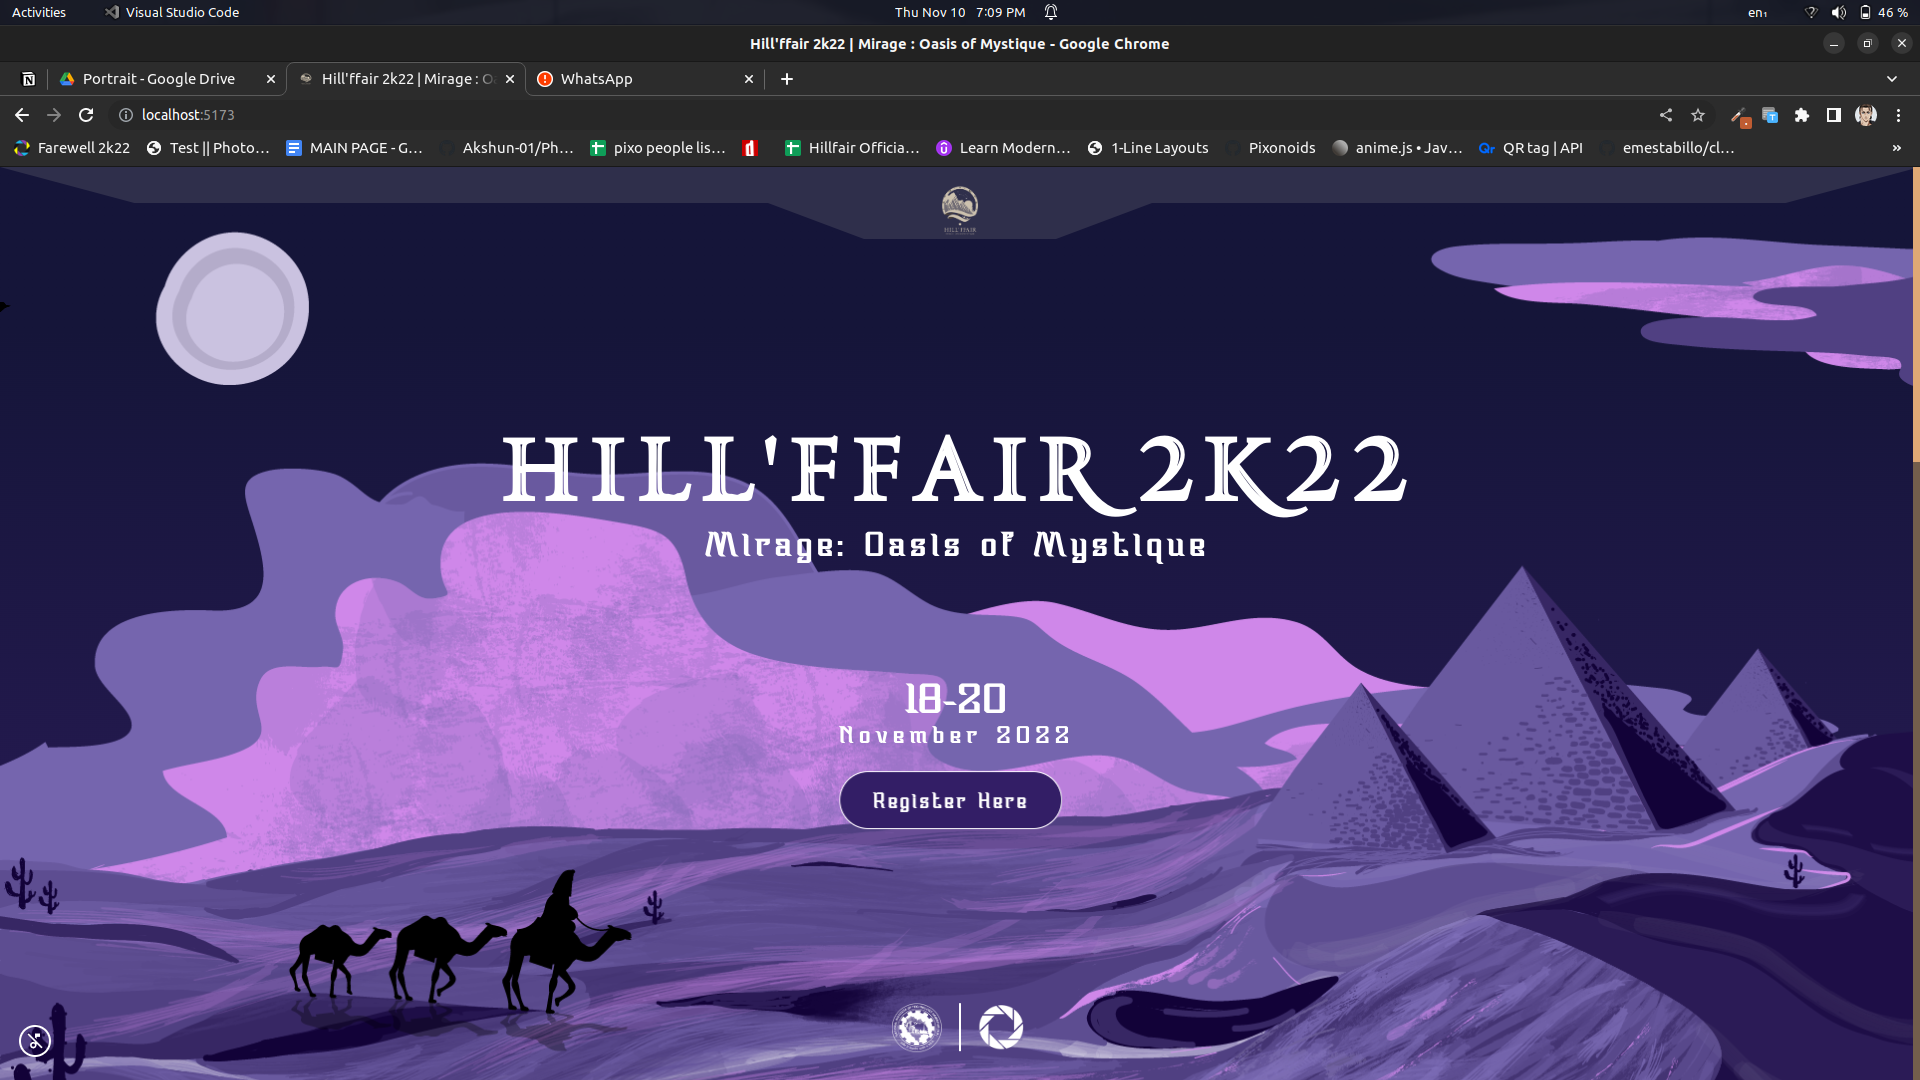 Activities
Visual Studio Code
Thu Nov 10 7:09 PM
en₁
46 %
Hill'ffair 2k22 | Mirage : Oasis of Mystique - Google Chrome
Portrait - Google Drive
Hill'ffair 2k22 | Mirage : O
WhatsApp
localhost:5173
Farewell 2k22
Test || Photo...
MAIN PAGE - G...
Akshun-01/Ph...
pixo people lis...
Hillfair Officia...
Learn Modern...
1-Line Layouts
Pixonoids
anime.js • Jav...
QR tag | API
emestabillo/cl...
»
HILL'FFAIR
HILL'FFAIR 2K22
Mirage: Oasis of Mystique
18-20
November 2022
Register Here